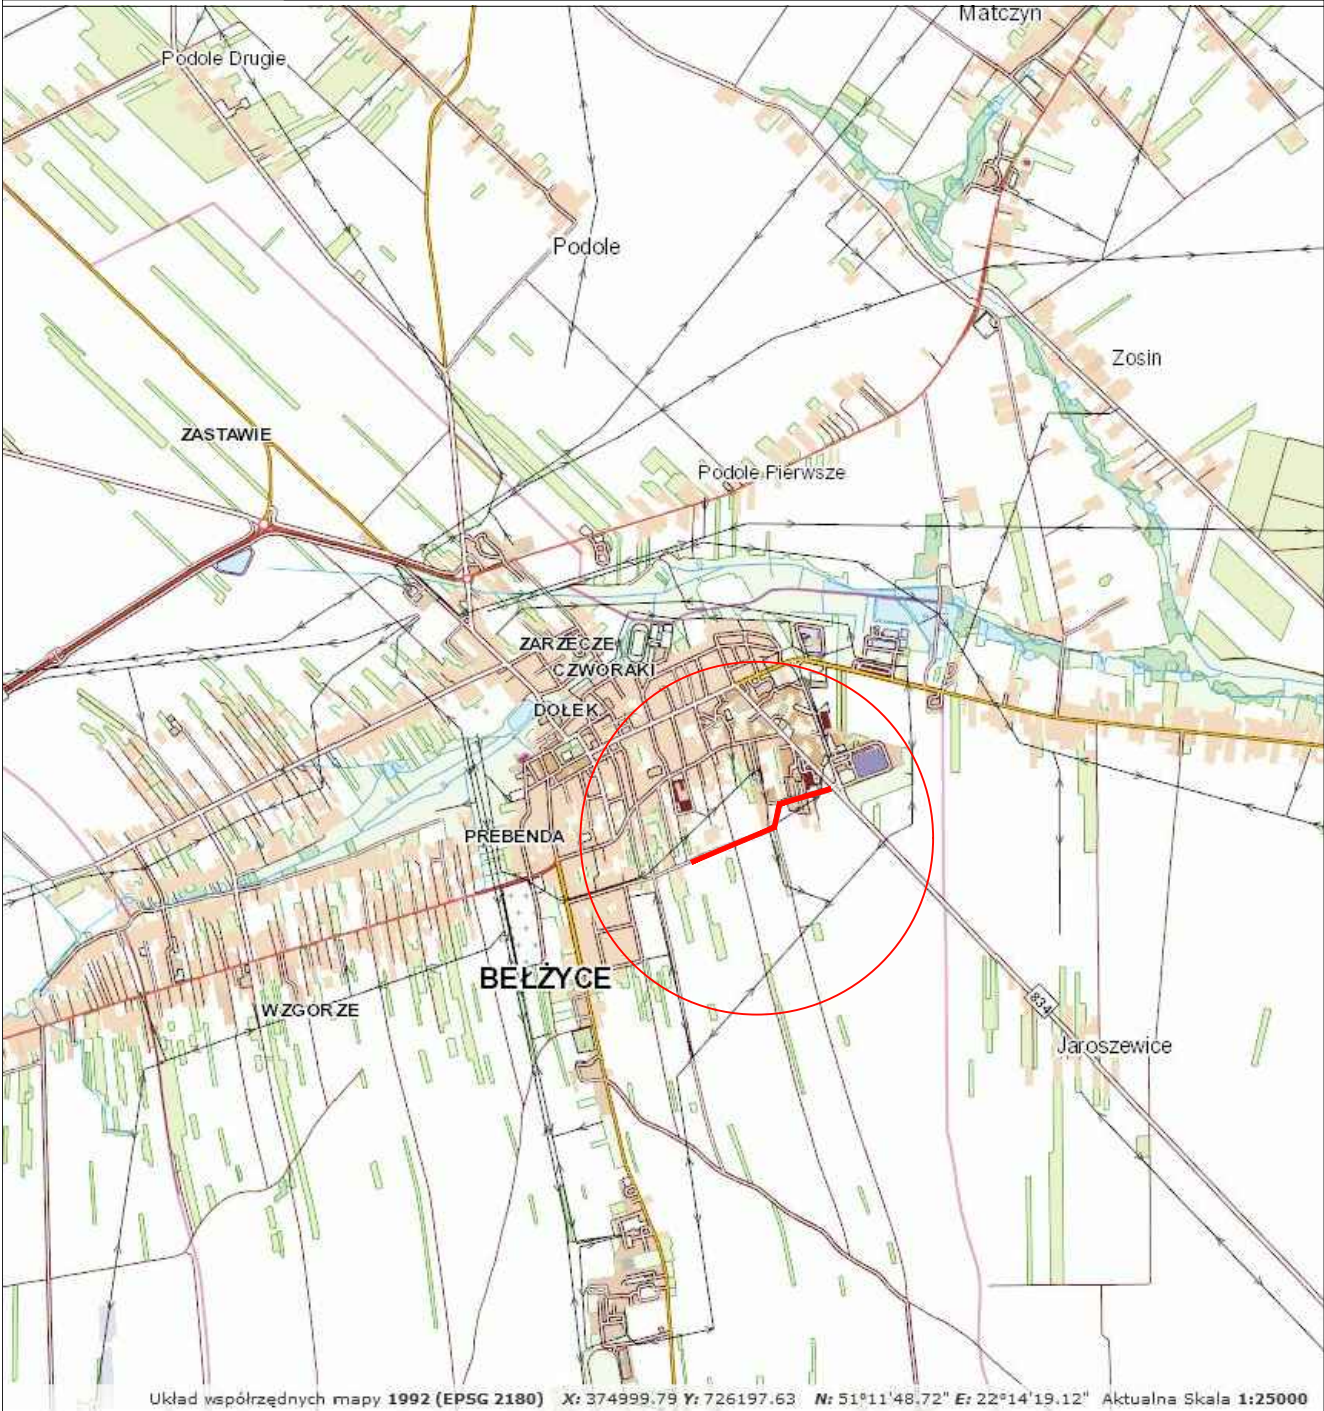 Matczyn
Podole Drugie
Podole
Zosin
ZASTAWIE
Podole Pierwsze
ZARZECZE
CZWORAKI
DOŁEK
PREBENDA
BEŁŻYCE
WZGORZE
834
Jaroszewice
Układ współrzędnych mapy 1992 (EPSG 2180) X: 374999.79 Y: 726197.63 N: 51°11'48.72" E: 22°14'19.12" Aktualna Skala 1:25000